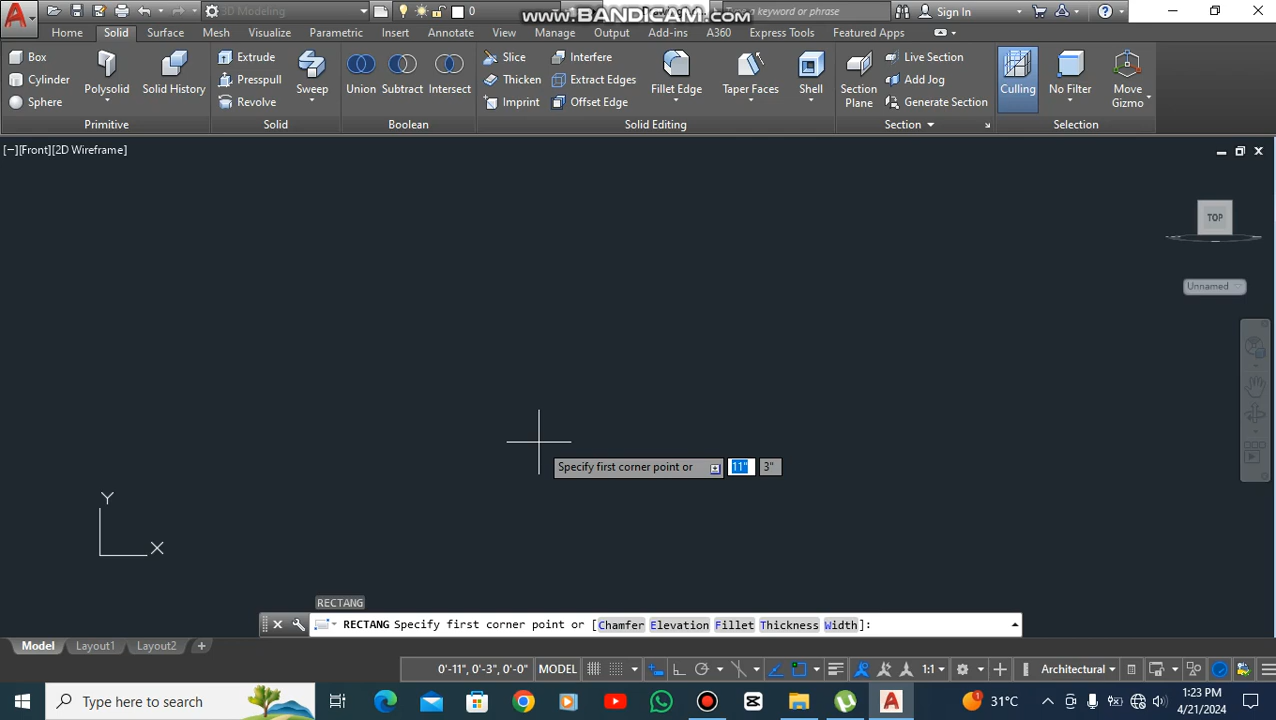 3D Modeling
0
www.BANDICAM.com
Type a keyword or phrase
Sign In
Home Solid Surface Mesh Visualize Parametric Insert Annotate View Manage Output Add-ins A360 Express Tools Featured Apps
Box
Cylinder
Sphere
Polysolid
Solid History
Primitive
Extrude
Presspull
Revolve
Sweep
Solid
Union
Subtract
Intersect
Boolean
Slice
Thicken
Imprint
Interfere
Extract Edges
Offset Edge
Fillet Edge
Taper Faces
Shell
Solid Editing
Section
Plane
Live Section
Add Jog
Generate Section
Section
Culling
No Filter
Move
Gizmo
Selection
[−][Front][2D Wireframe]
TOP
Unnamed
Specify first corner point or 11" 3"
Y
X
RECTANG
RECTANG Specify first corner point or [Chamfer Elevation Fillet Thickness Width]:
Model Layout1 Layout2 +
0'-11", 0'-3", 0'-0" MODEL 1:1 Architectural
Type here to search
1 31°C
1:23 PM
4/21/2024